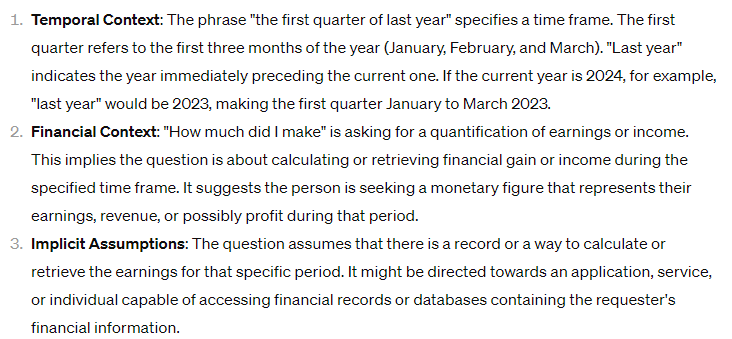 1. Temporal Context: The phrase "the first quarter of last year" specifies a time frame. The first
quarter refers to the first three months of the year (January, February, and March). "Last year"
indicates the year immediately preceding the current one. If the current year is 2024, for example,
"last year" would be 2023, making the first quarter January to March 2023.
2. Financial Context: "How much did I make" is asking for a quantification of earnings or income.
This implies the question is about calculating or retrieving financial gain or income during the
specified time frame. It suggests the person is seeking a monetary figure that represents their
earnings, revenue, or possibly profit during that period.
3. Implicit Assumptions: The question assumes that there is a record or a way to calculate or
retrieve the earnings for that specific period. It might be directed towards an application, service,
or individual capable of accessing financial records or databases containing the requester's
financial information.